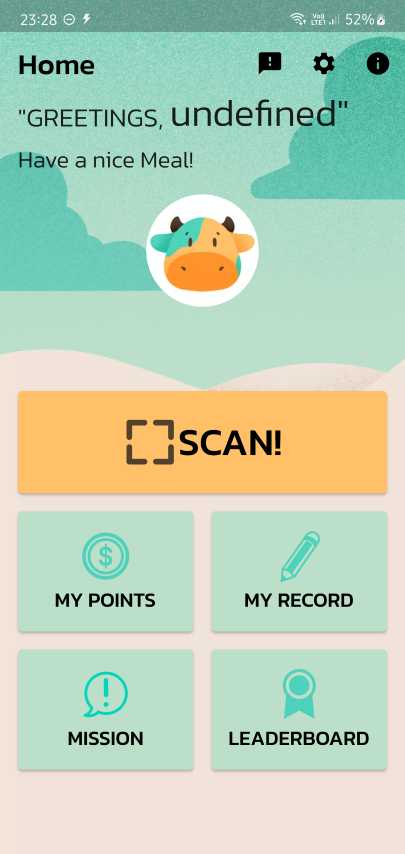 23:28 Vo)) LTE1 52%
Home
"GREETINGS, undefined"
Have a nice Meal!
SCAN!
$
MY POINTS
MY RECORD
MISSION
LEADERBOARD